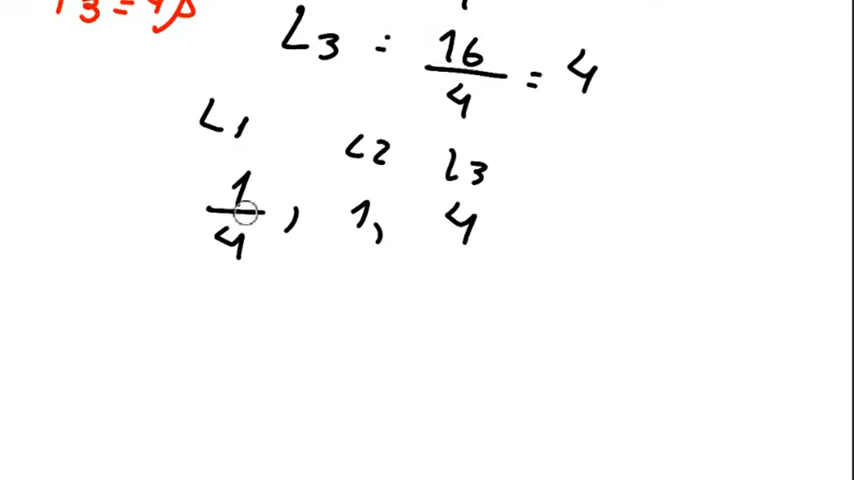 L3 = 16/4 = 4
L1 L2 L3
1/4, 1, 4